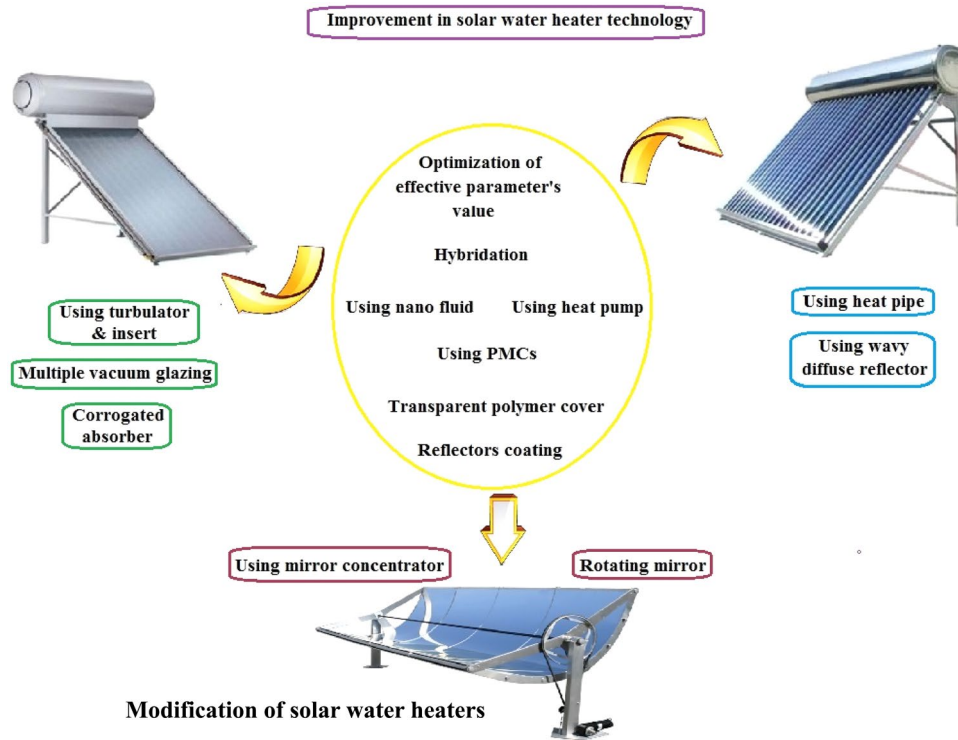 Improvement in solar water heater technology
Optimization of
effective parameter's
value
Hybridation
Using nano fluid
Using heat pump
Using PMCs
Transparent polymer cover
Reflectors coating
Using turbulator
& insert
Multiple vacuum glazing
Corrogated
absorber
Using heat pipe
Using wavy
diffuse reflector
Using mirror concentrator
Rotating mirror
Modification of solar water heaters